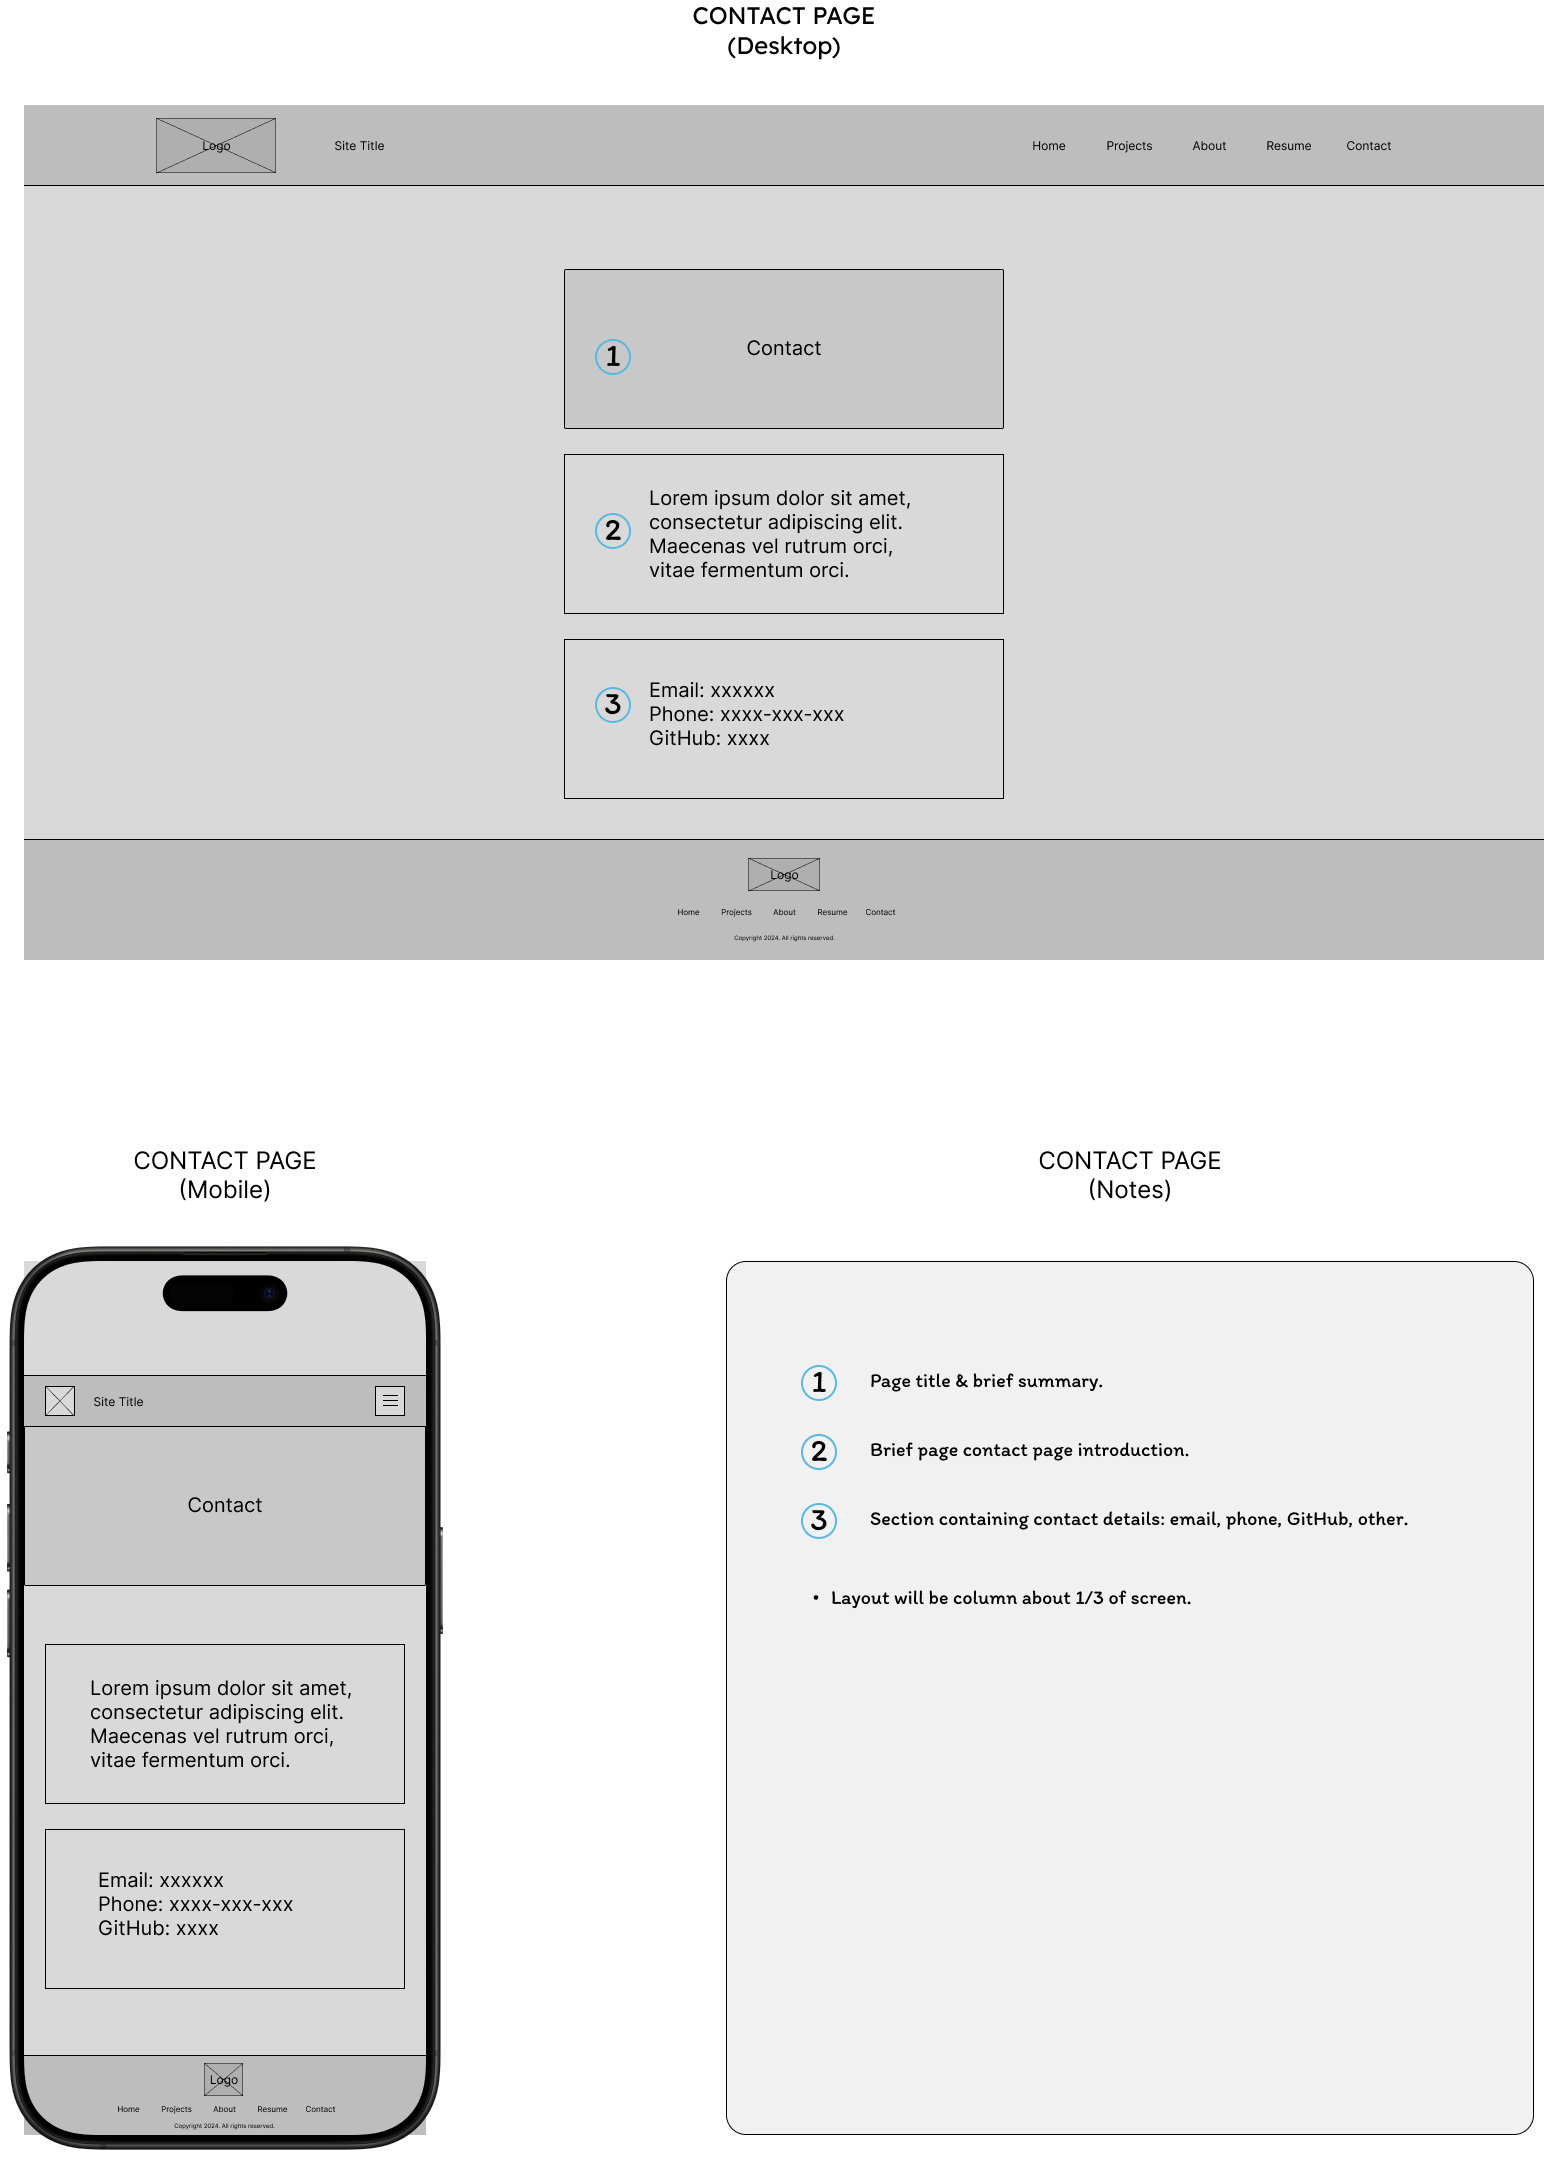 CONTACT PAGE
(Desktop)
Logo
Site Title
Home Projects About Resume Contact
1
Contact
2
Lorem ipsum dolor sit amet,
consectetur adipiscing elit.
Maecenas vel rutrum orci,
vitae fermentum orci.
3
Email: xxxxxx
Phone: xxxx-xxx-xxx
GitHub: xxxx
Logo
Home Projects About Resume Contact
Copyright 2024. All rights reserved.
CONTACT PAGE
(Mobile)
Site Title
Contact
Lorem ipsum dolor sit amet,
consectetur adipiscing elit.
Maecenas vel rutrum orci,
vitae fermentum orci.
Email: xxxxxx
Phone: xxxx-xxx-xxx
GitHub: xxxx
Logo
Home Projects About Resume Contact
Copyright 2024. All rights reserved.
CONTACT PAGE
(Notes)
1 Page title & brief summary.
2 Brief page contact page introduction.
3 Section containing contact details: email, phone, GitHub, other.
• Layout will be column about 1/3 of screen.